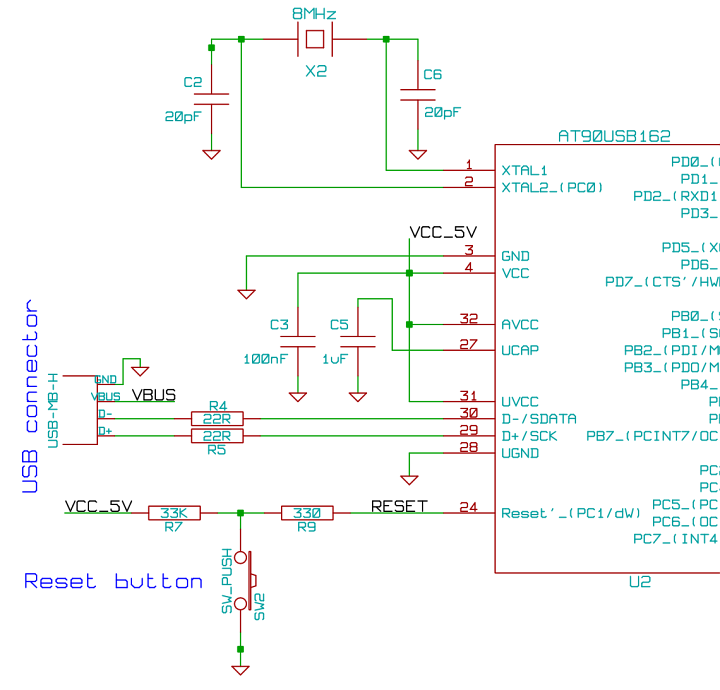 8MHz
X2
C2
20pF
C6
20pF
AT90USB162
1 XTAL1
2 XTAL2_(PC0)
PD0_(
PD1_
PD2_(RXD1
PD3_
VCC_5V
3 GND
4 VCC
PD5_(X
PD6_
PD7_(CTS'/HW
C3
100nF
C5
1uF
32 AVCC
27 UCAP
PB0_(
PB1_(S
PB2_(PDI/M
PB3_(PDO/M
PB4_
USB connector
USB-MB-H
GND
VBUS
D-
D+
VBUS
R4
22R
22R
R5
31 UVCC
30 D-/SDATA
29 D+/SCK
28 UGND
PB7_(PCINT7/OC
VCC_5V
33K
R7
330
R9
RESET
24 Reset'_(PC1/dW)
PC5_(PC
PC6_(OC
PC7_(INT4
Reset button
SW_PUSH
SW2
U2